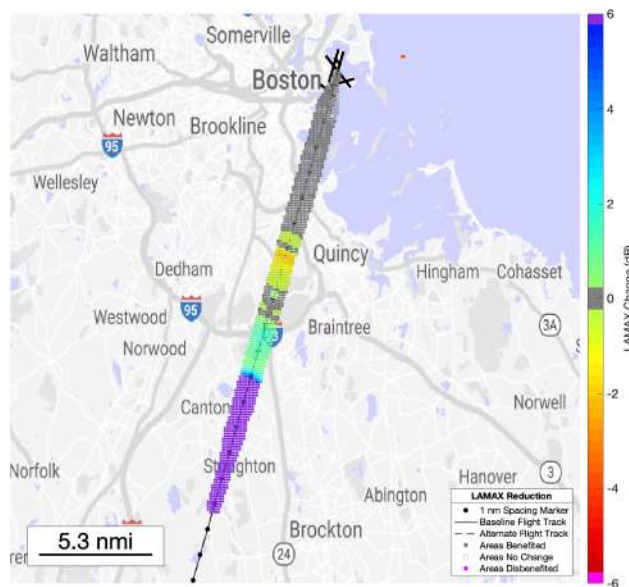 Somerville
Waltham
Boston
Newton
Brookline
95
Wellesley
Quincy
Dedham
Hingham
Cohasset
Westwood
95
Braintree
3A
Norwood
Canton
Norwell
Stoughton
Norfolk
Abington
Hanover
3
Brockton
24
5.3 nmi
LAMAX Reduction
1 nm Spacing Marker
Baseline Flight Track
Alternate Flight Track
Areas Benefited
Areas No Change
Areas Disbenefited
6
4
2
0
-2
-4
-6
LAMAX Change (dB)